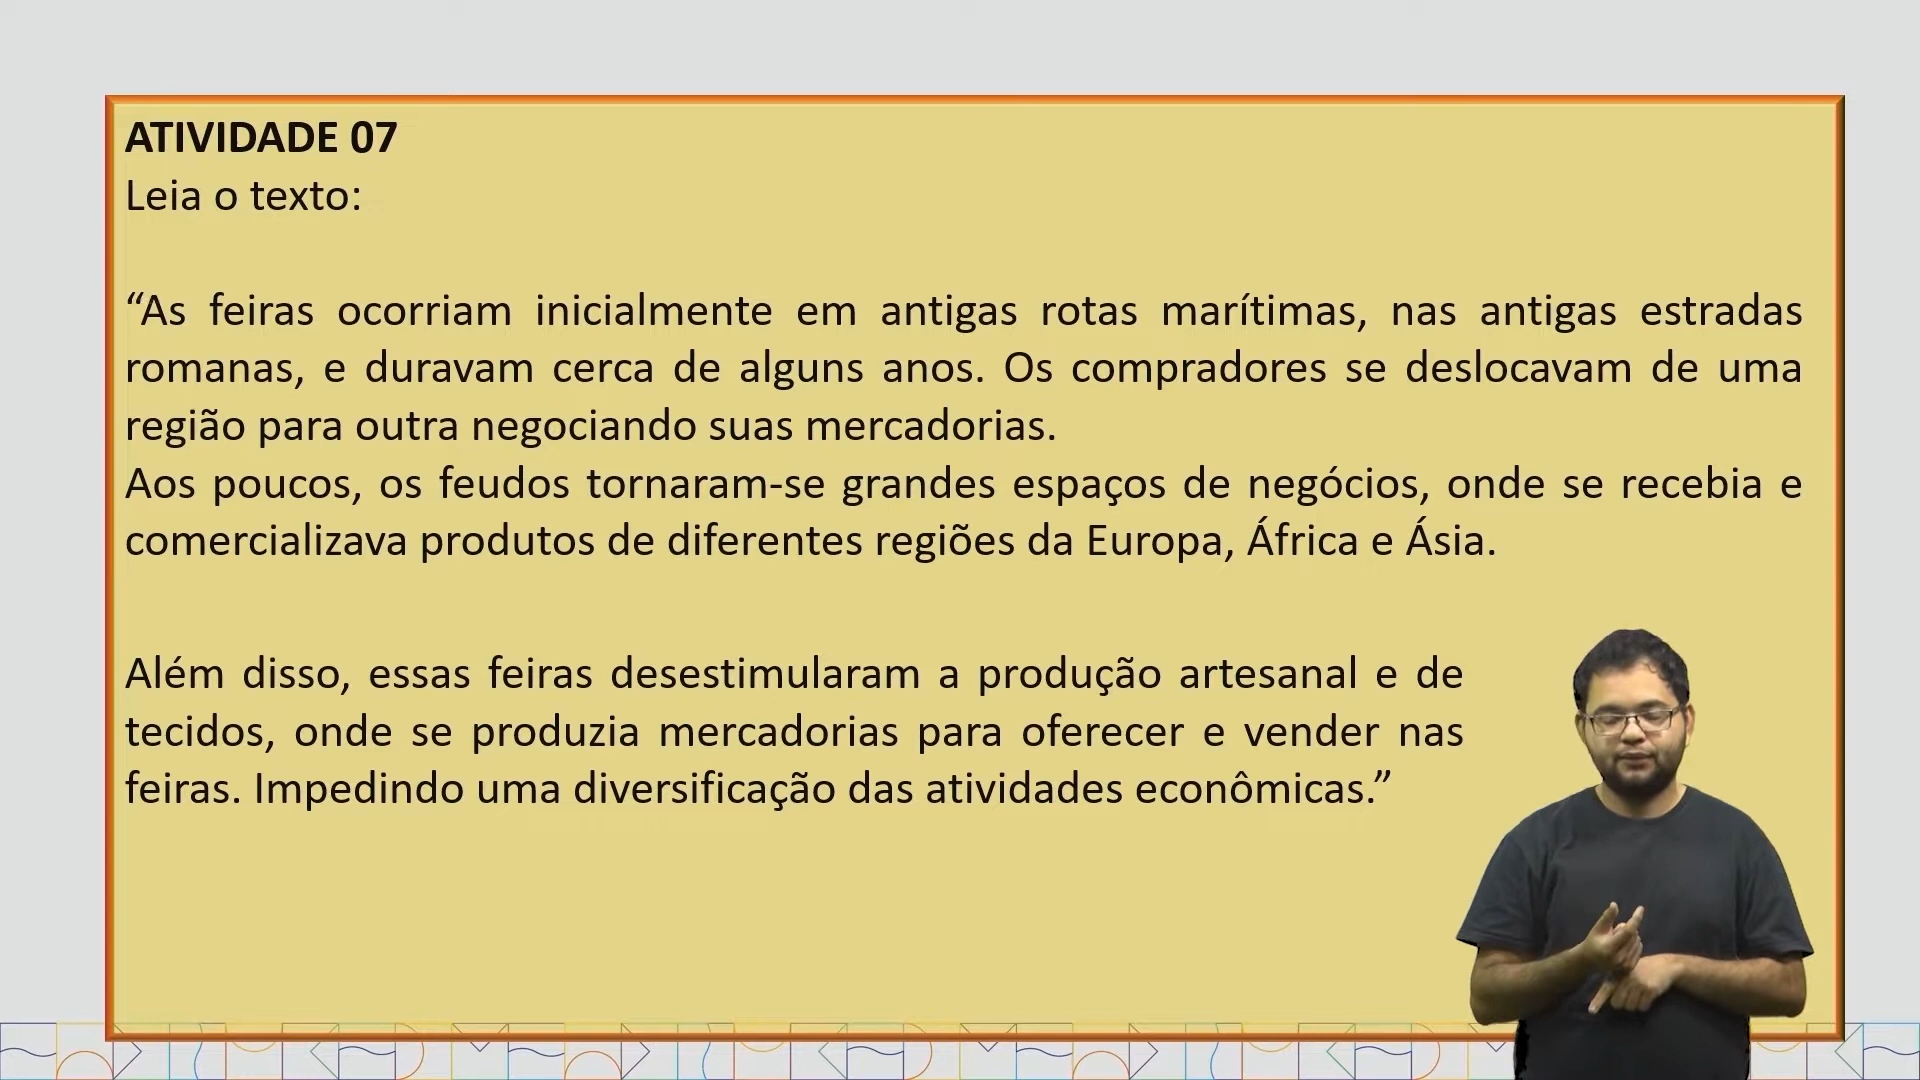 ATIVIDADE 07
Leia o texto:
“As feiras ocorriam inicialmente em antigas rotas marítimas, nas antigas estradas
romanas, e duravam cerca de alguns anos. Os compradores se deslocavam de uma
região para outra negociando suas mercadorias.
Aos poucos, os feudos tornaram-se grandes espaços de negócios, onde se recebia e
comercializava produtos de diferentes regiões da Europa, África e Ásia.
Além disso, essas feiras desestimularam a produção artesanal e de
tecidos, onde se produzia mercadorias para oferecer e vender nas
feiras. Impedindo uma diversificação das atividades econômicas.”